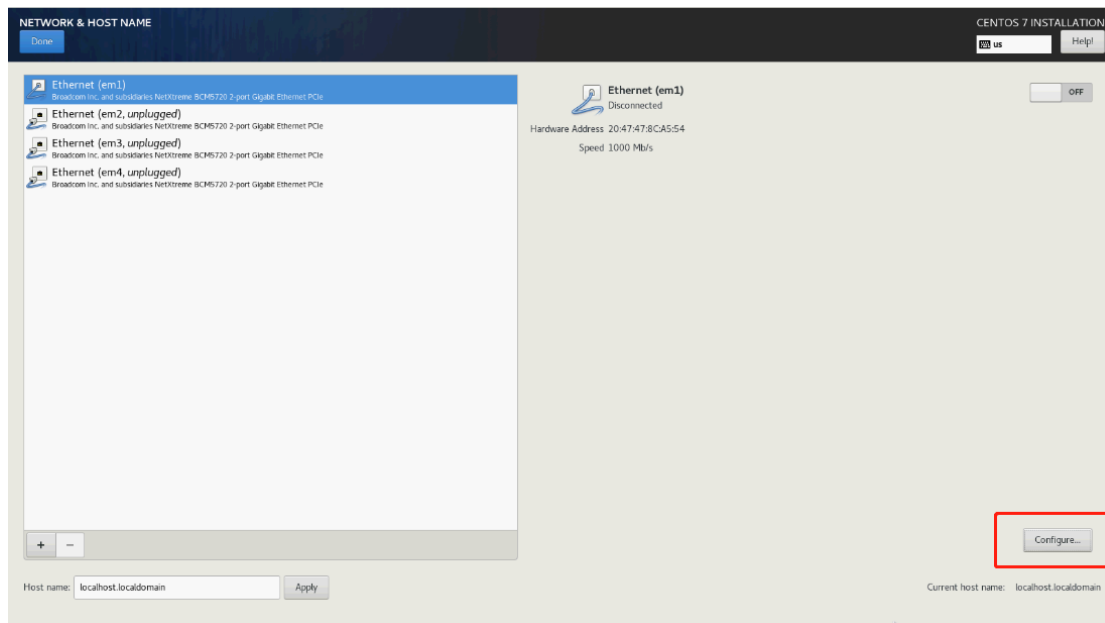 NETWORK & HOST NAME
CENTOS 7 INSTALLATION
Done
us
Help!
Ethernet (em1)
Broadcom Inc. and subsidiaries NetXtreme BCM5720 2-port Gigabit Ethernet PCIe
Ethernet (em2, unplugged)
Broadcom Inc. and subsidiaries NetXtreme BCM5720 2-port Gigabit Ethernet PCIe
Ethernet (em3, unplugged)
Broadcom Inc. and subsidiaries NetXtreme BCM5720 2-port Gigabit Ethernet PCIe
Ethernet (em4, unplugged)
Broadcom Inc. and subsidiaries NetXtreme BCM5720 2-port Gigabit Ethernet PCIe
Ethernet (em1)
Disconnected
OFF
Hardware Address 20:47:47:8C:A5:54
Speed 1000 Mb/s
+ −
Configure...
Host name: localhost.localdomain
Apply
Current host name: localhost.localdomain